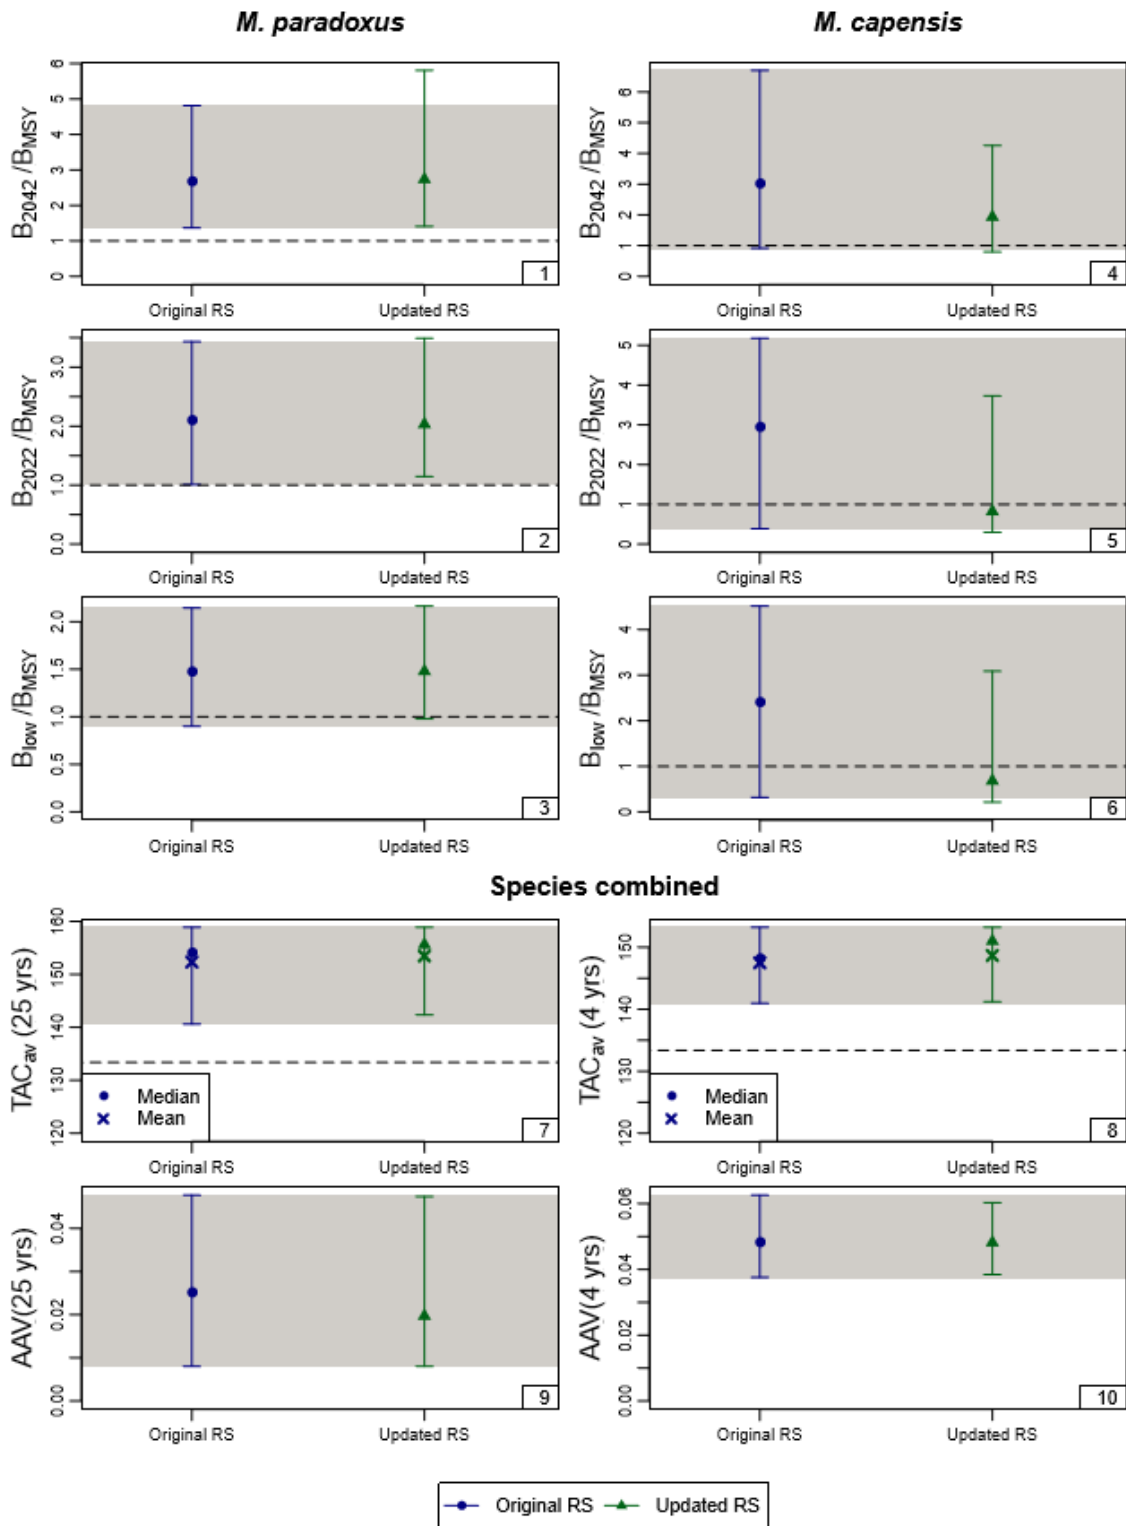 M. paradoxus
M. capensis
B2042 /BMSY
0 1 2 3 4 5 6
1
Original RS Updated RS
B2042 /BMSY
0 1 2 3 4 5 6
4
Original RS Updated RS
B2022 /BMSY
0.0 1.0 2.0 3.0
2
Original RS Updated RS
B2022 /BMSY
0 1 2 3 4 5
5
Original RS Updated RS
Blow /BMSY
0.0 0.5 1.0 1.5 2.0
3
Original RS Updated RS
Blow /BMSY
0 1 2 3 4
6
Original RS Updated RS
Species combined
TACav (25 yrs)
120 130 140 150 160
Median
Mean
7
Original RS Updated RS
TACav (4 yrs)
120 130 140 150
Median
Mean
8
Original RS Updated RS
AAV(25 yrs)
0.00 0.02 0.04
9
Original RS Updated RS
AAV(4 yrs)
0.00 0.02 0.04 0.06
10
Original RS Updated RS
Original RS Updated RS